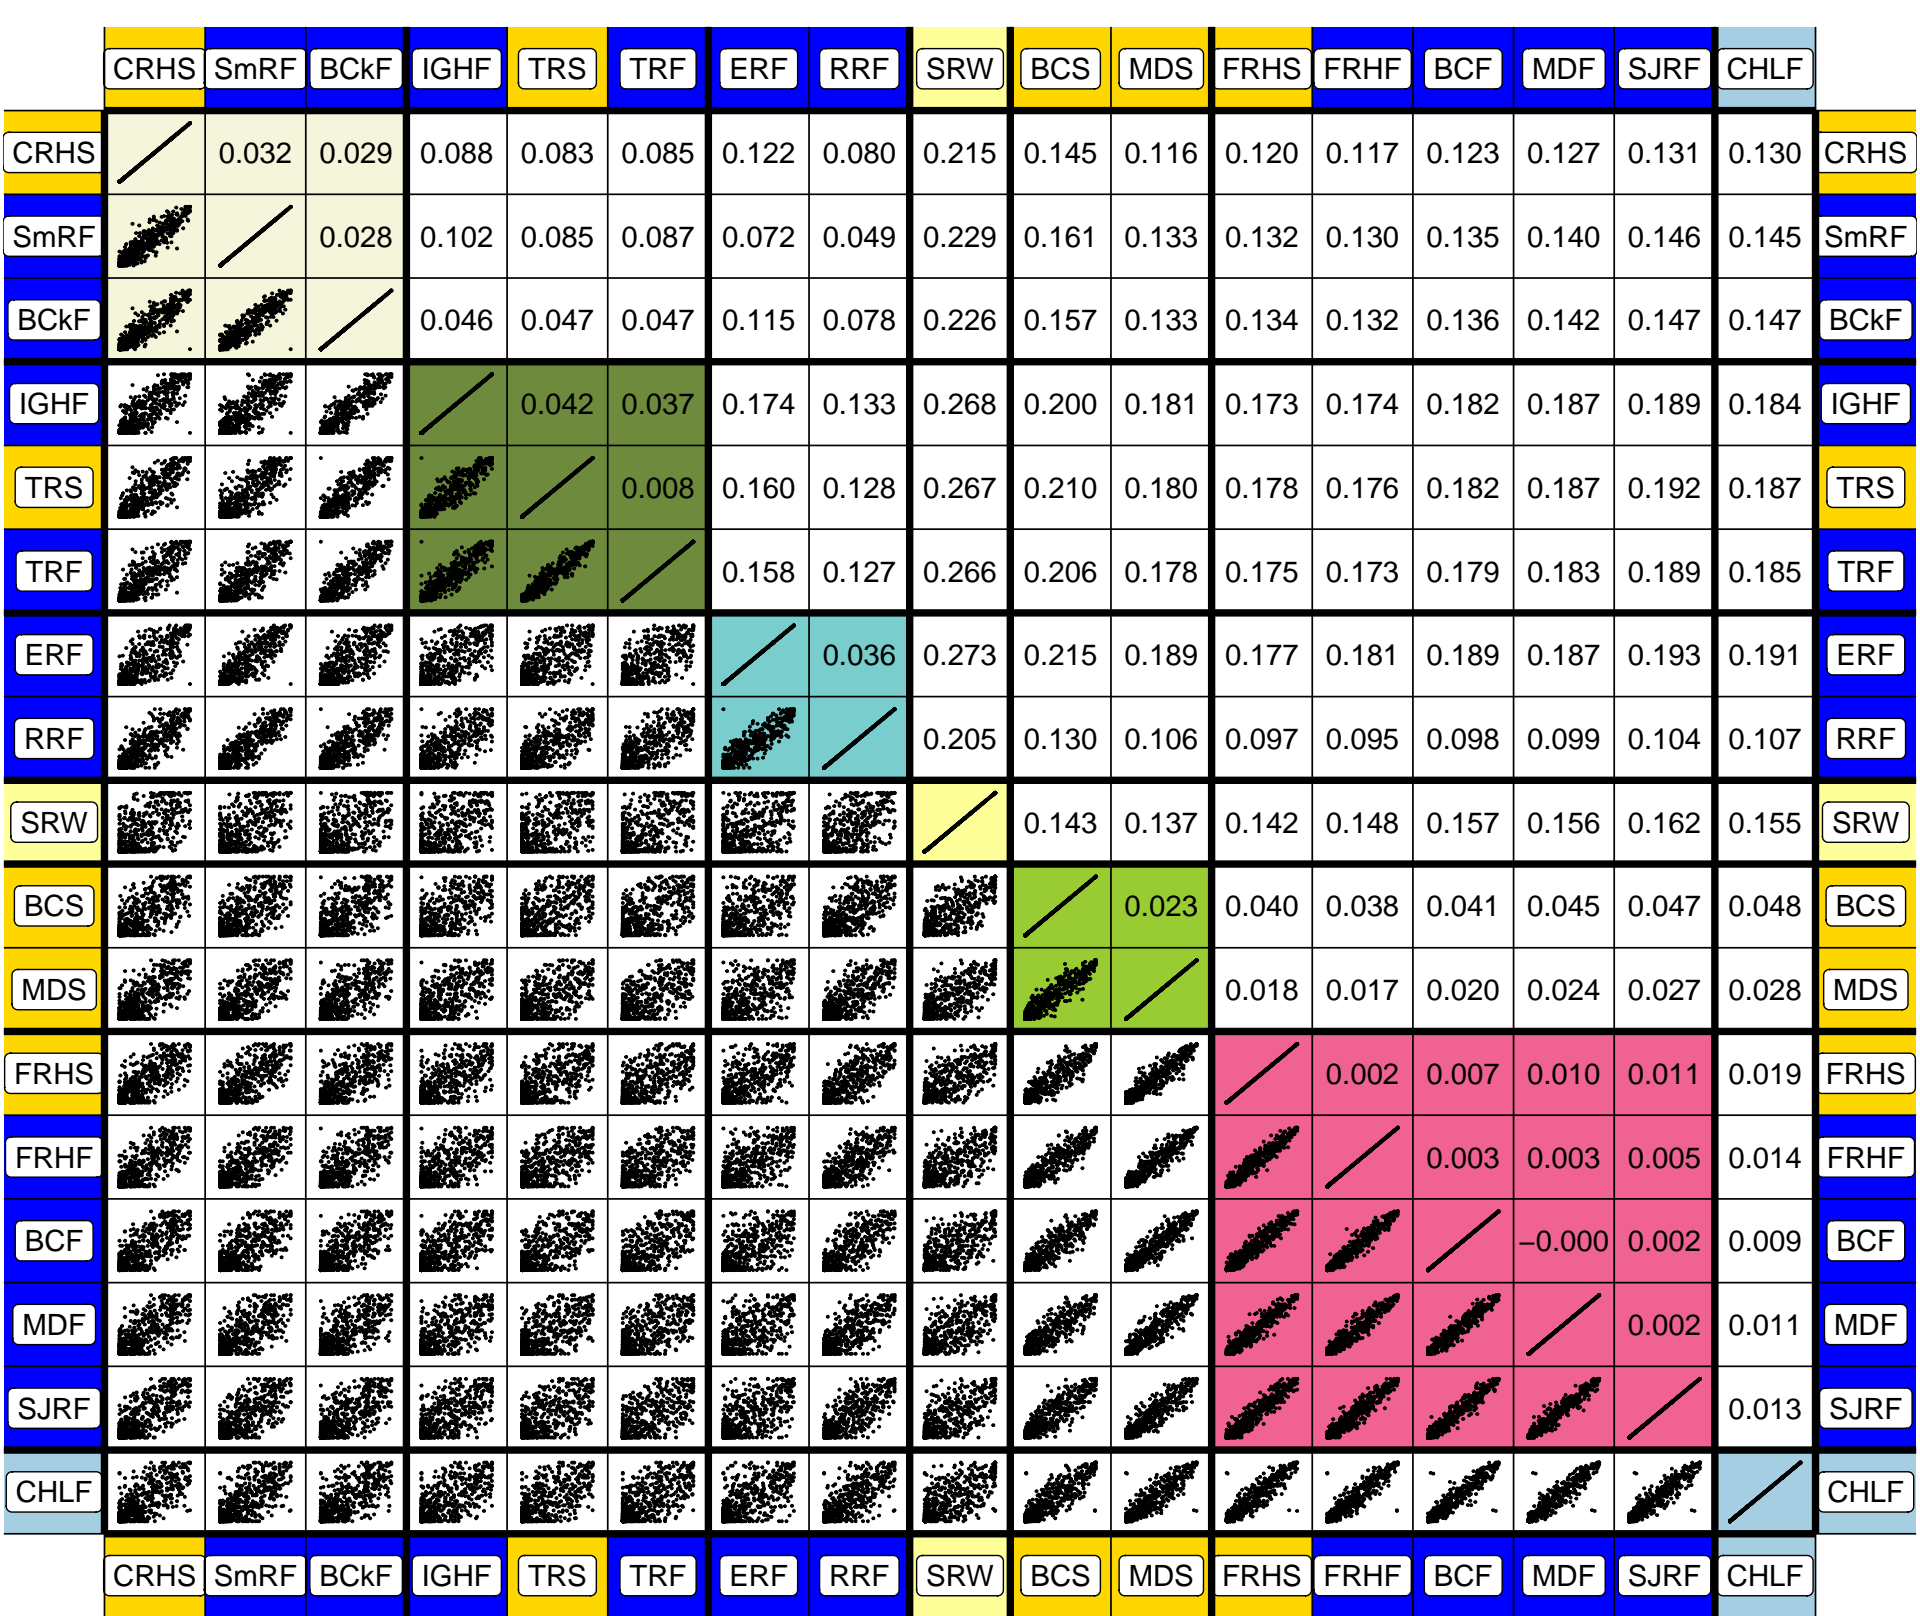 CRHS SmRF BCkF IGHF TRS TRF ERF RRF SRW BCS MDS FRHS FRHF BCF MDF SJRF CHLF
CRHS 0.032 0.029 0.088 0.083 0.085 0.122 0.080 0.215 0.145 0.116 0.120 0.117 0.123 0.127 0.131 0.130 CRHS
SmRF 0.028 0.102 0.085 0.087 0.072 0.049 0.229 0.161 0.133 0.132 0.130 0.135 0.140 0.146 0.145 SmRF
BCkF 0.046 0.047 0.047 0.115 0.078 0.226 0.157 0.133 0.134 0.132 0.136 0.142 0.147 0.147 BCkF
IGHF 0.042 0.037 0.174 0.133 0.268 0.200 0.181 0.173 0.174 0.182 0.187 0.189 0.184 IGHF
TRS 0.008 0.160 0.128 0.267 0.210 0.180 0.178 0.176 0.182 0.187 0.192 0.187 TRS
TRF 0.158 0.127 0.266 0.206 0.178 0.175 0.173 0.179 0.183 0.189 0.185 TRF
ERF 0.036 0.273 0.215 0.189 0.177 0.181 0.189 0.187 0.193 0.191 ERF
RRF 0.205 0.130 0.106 0.097 0.095 0.098 0.099 0.104 0.107 RRF
SRW 0.143 0.137 0.142 0.148 0.157 0.156 0.162 0.155 SRW
BCS 0.023 0.040 0.038 0.041 0.045 0.047 0.048 BCS
MDS 0.018 0.017 0.020 0.024 0.027 0.028 MDS
FRHS 0.002 0.007 0.010 0.011 0.019 FRHS
FRHF 0.003 0.003 0.005 0.014 FRHF
BCF −0.000 0.002 0.009 BCF
MDF 0.002 0.011 MDF
SJRF 0.013 SJRF
CHLF CHLF
CRHS SmRF BCkF IGHF TRS TRF ERF RRF SRW BCS MDS FRHS FRHF BCF MDF SJRF CHLF